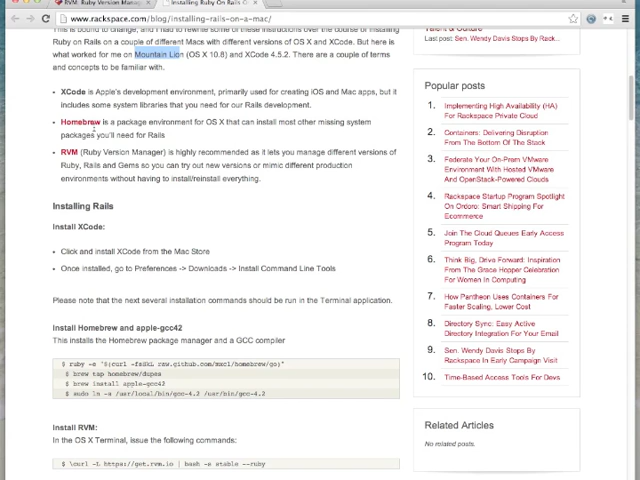 RVM: Ruby Version Manage
Installing Ruby On Rails O
www.rackspace.com/blog/installing-rails-on-a-mac/
This is bound to change, and I had to rewrite some of these instructions over the course of installing
Ruby on Rails on a couple of different Macs with different versions of OS X and XCode. But here is
what worked for me on Mountain Lion (OS X 10.8) and XCode 4.5.2. There are a couple of terms
and concepts to be familiar with.
• XCode is Apple's development environment, primarily used for creating iOS and Mac apps, but it
includes some system libraries that you need for our Rails development.
• Homebrew is a package environment for OS X that can install most other missing system
packages you'll need for Rails
• RVM (Ruby Version Manager) is highly recommended as it lets you manage different versions of
Ruby, Rails and Gems so you can try out new versions or mimic different production
environments without having to install/reinstall everything.
Installing Rails
Install XCode:
• Click and install XCode from the Mac Store
• Once installed, go to Preferences -> Downloads -> Install Command Line Tools
Please note that the next several installation commands should be run in the Terminal application.
Install Homebrew and apple-gcc42
This installs the Homebrew package manager and a GCC compiler
$ ruby -e "$(curl -fsSkL raw.github.com/mxcl/homebrew/go)"
$ brew tap homebrew/dupes
$ brew install apple-gcc42
$ sudo ln -s /usr/local/bin/gcc-4.2 /usr/bin/gcc-4.2
Install RVM:
In the OS X Terminal, issue the following commands:
$ \curl -L https://get.rvm.io | bash -s stable --ruby
Last post: Sen. Wendy Davis Stops By Rack...
Popular posts
1. Implementing High Availability (HA)
For Rackspace Private Cloud
2. Containers: Delivering Disruption
From The Bottom Of The Stack
3. Federate Your On-Prem VMware
Environment With Hosted VMware
And OpenStack-Powered Clouds
4. Rackspace Startup Program Spotlight
On Ordoro: Smart Shipping For
Ecommerce
5. Join The Cloud Queues Early Access
Program Today
6. Think Big, Drive Forward: Insight
From The Grace Hopper Celebration
For Women In Computing
7. How Pantheon Uses Containers For
Faster Scaling, Lower Cost
8. Directory Sync: Easy Active
Directory Integration For Your Email
9. Sen. Wendy Davis Stops By
Rackspace In Early Campaign Visit
10. Time-Based Access Tools For Devs
Related Articles
No related posts.